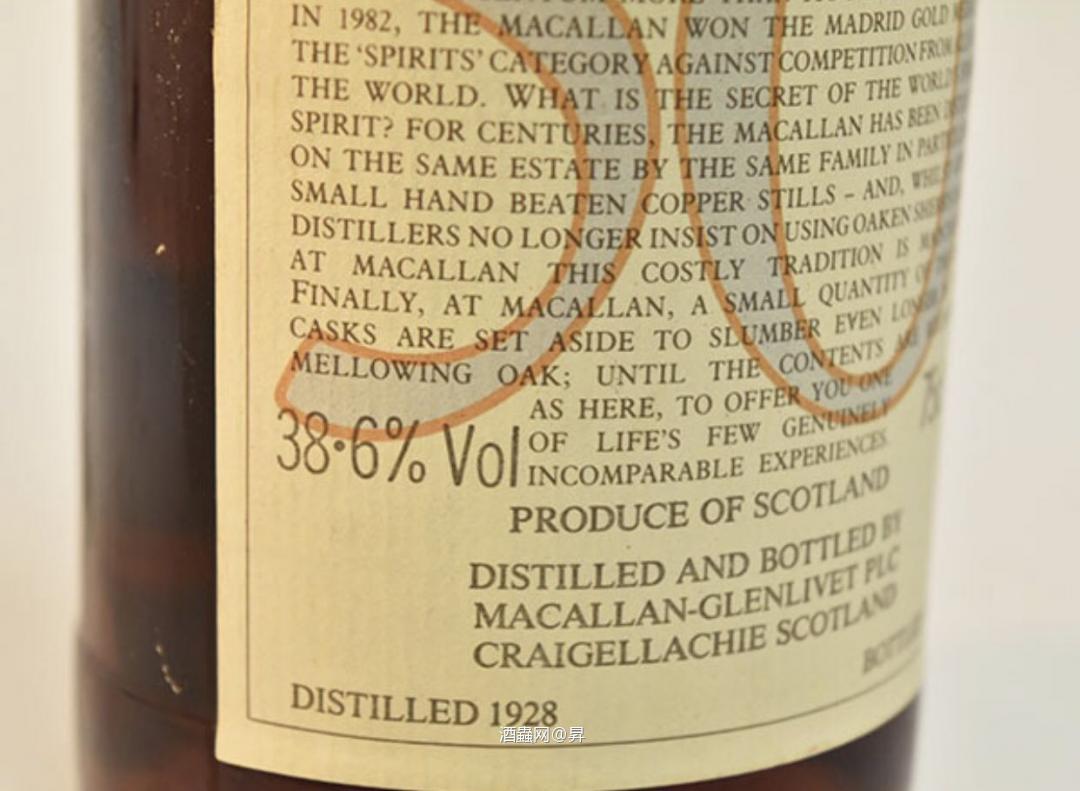 IN 1982, THE MACALLAN WON THE MADRID GOLD
THE 'SPIRITS' CATEGORY AGAINST COMPETITION FROM
THE WORLD. WHAT IS THE SECRET OF THE WORLD'S
SPIRIT? FOR CENTURIES, THE MACALLAN HAS BEEN
ON THE SAME ESTATE BY THE SAME FAMILY IN
SMALL HAND BEATEN COPPER STILLS – AND,
DISTILLERS NO LONGER INSIST ON USING OAKEN
AT MACALLAN THIS COSTLY TRADITION IS
FINALLY, AT MACALLAN, A SMALL QUANTITY
CASKS ARE SET ASIDE TO SLUMBER EVEN
MELLOWING OAK; UNTIL THE CONTENTS ARE
AS HERE, TO OFFER YOU ONE
OF LIFE'S FEW GENUINELY
INCOMPARABLE EXPERIENCES.
38·6% Vol
PRODUCE OF SCOTLAND
DISTILLED AND BOTTLED BY
MACALLAN-GLENLIVET PLC
CRAIGELLACHIE SCOTLAND
DISTILLED 1928
酒蟲网@昇